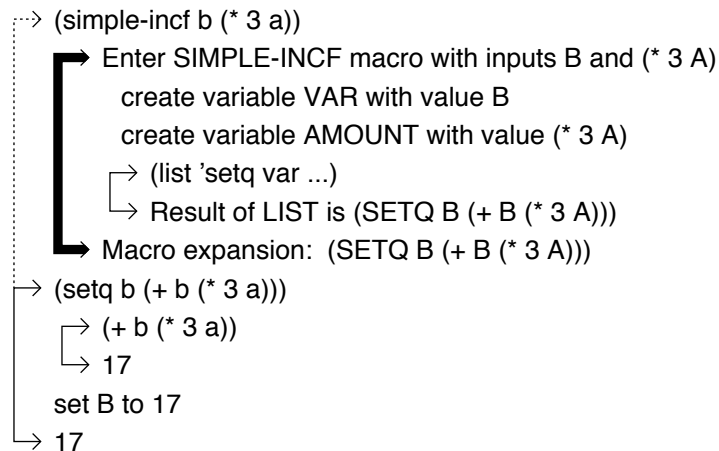 (simple-incf b (* 3 a))
Enter SIMPLE-INCF macro with inputs B and (* 3 A)
create variable VAR with value B
create variable AMOUNT with value (* 3 A)
(list ’setq var ...)
Result of LIST is (SETQ B (+ B (* 3 A)))
Macro expansion: (SETQ B (+ B (* 3 A)))
(setq b (+ b (* 3 a)))
(+ b (* 3 a))
17
set B to 17
17